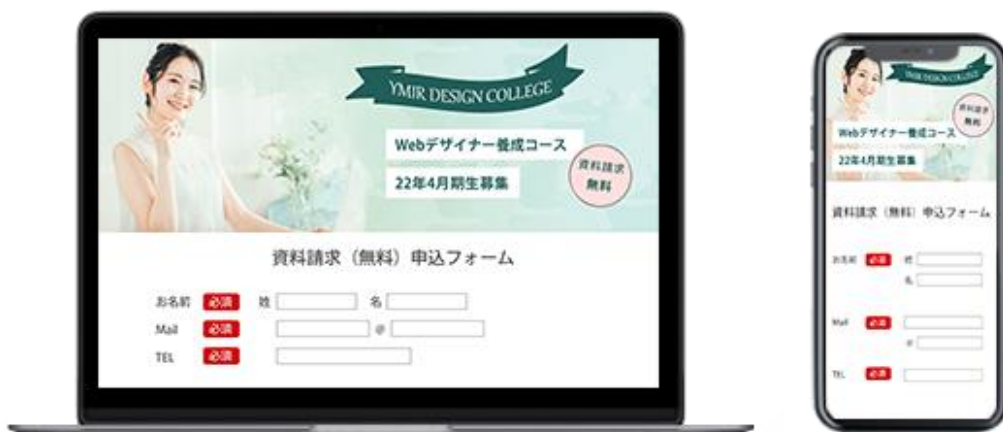 YMIR DESIGN COLLEGE
Webデザイナー養成コース
22年4月期生募集
資料請求
無料
資料請求（無料）申込フォーム
お名前 必須 姓 名
Mail 必須 @
TEL 必須
YMIR DESIGN COLLEGE
資料請求
無料
Webデザイナー養成コース
22年4月期生募集
資料請求（無料）申込フォーム
お名前 必須 姓
名
Mail 必須
@
TEL 必須